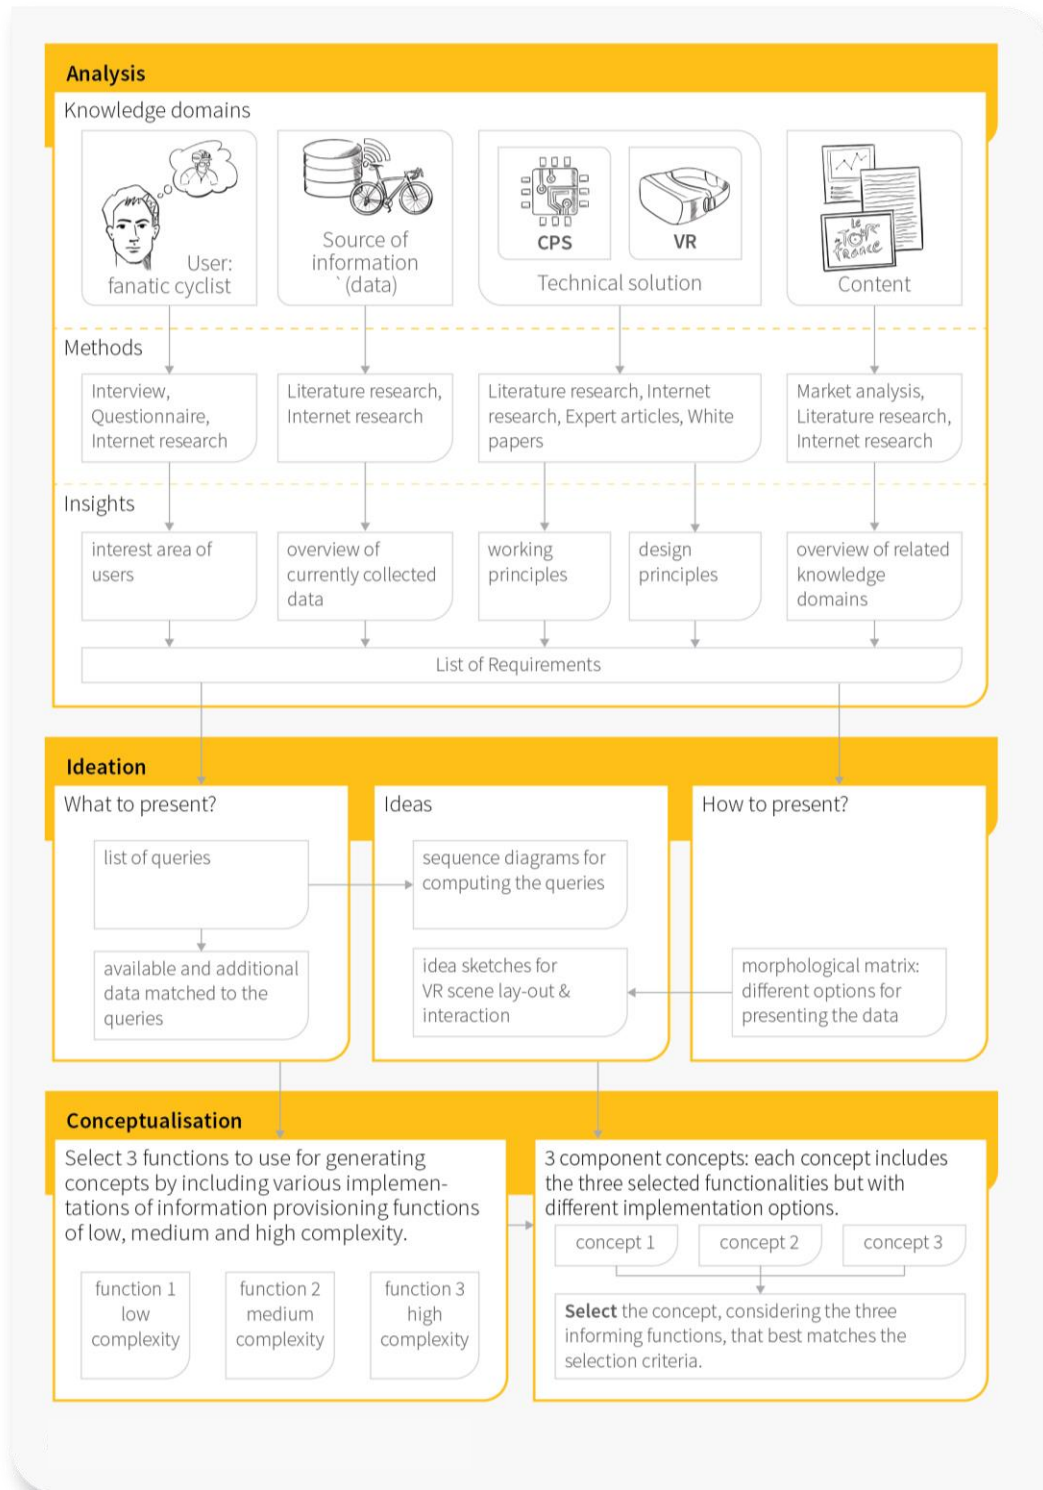 Analysis
Knowledge domains
User:
fanatic cyclist
Source of
information
`(data)
CPS
VR
Technical solution
le
TOUR
FRANCE
Content
Methods
Interview,
Questionnaire,
Internet research
Literature research,
Internet research
Literature research, Internet
research, Expert articles, White
papers
Market analysis,
Literature research,
Internet research
Insights
interest area of
users
overview of
currently collected
data
working
principles
design
principles
overview of related
knowledge
domains
List of Requirements
Ideation
What to present?
list of queries
available and additional
data matched to the
queries
Ideas
sequence diagrams for
computing the queries
idea sketches for
VR scene lay-out &
interaction
How to present?
morphological matrix:
different options for
presenting the data
Conceptualisation
Select 3 functions to use for generating
concepts by including various implemen-
tations of information provisioning functions
of low, medium and high complexity.
function 1
low
complexity
function 2
medium
complexity
function 3
high
complexity
3 component concepts: each concept includes
the three selected functionalities but with
different implementation options.
concept 1
concept 2
concept 3
Select the concept, considering the three
informing functions, that best matches the
selection criteria.